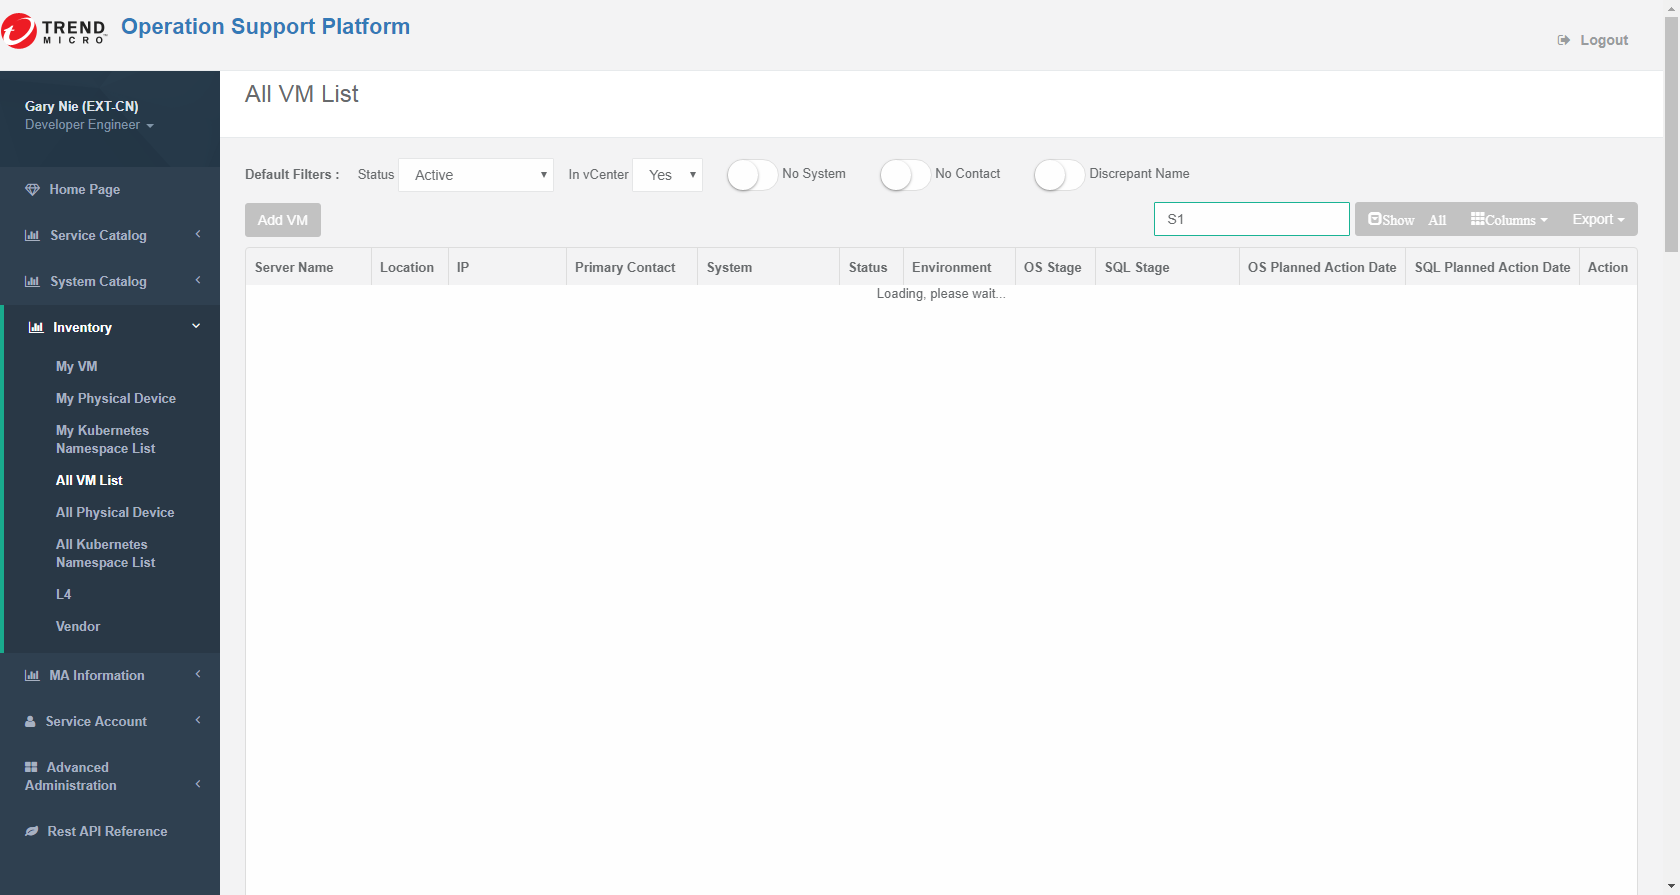 TREND
MICRO
Operation Support Platform
Logout
Gary Nie (EXT-CN)
Developer Engineer
All VM List
Home Page
Service Catalog
System Catalog
Inventory
My VM
My Physical Device
My Kubernetes
Namespace List
All VM List
All Physical Device
All Kubernetes
Namespace List
L4
Vendor
MA Information
Service Account
Advanced
Administration
Rest API Reference
Default Filters : Status Active In vCenter Yes No System No Contact Discrepant Name
Add VM S1 Show All Columns Export
Server Name Location IP Primary Contact System Status Environment OS Stage SQL Stage OS Planned Action Date SQL Planned Action Date Action
Loading, please wait...